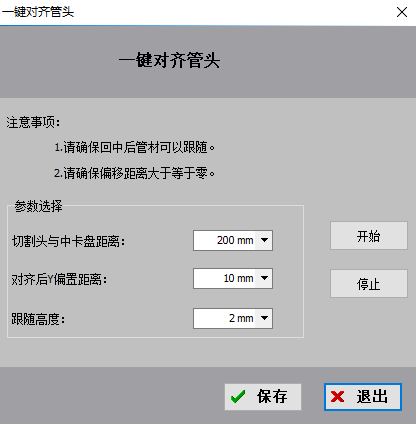 一键对齐管头
一键对齐管头
注意事项：
1.请确保回中后管材可以跟随。
2.请确保偏移距离大于等于零。
参数选择
切割头与中卡盘距离： 200 mm
开始
对齐后Y偏置距离： 10 mm
停止
跟随高度： 2 mm
保存 退出